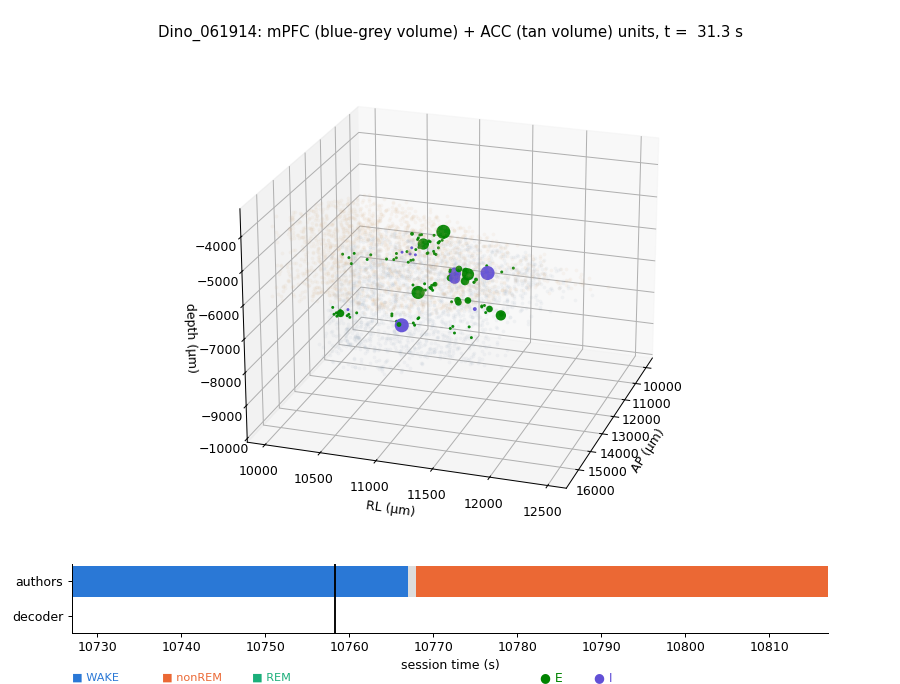 Dino_061914: mPFC (blue-grey volume) + ACC (tan volume) units, t =  31.3 s
−4000
−5000
−6000
−7000
−8000
−9000
−10000
depth (µm)
10000
10500
11000
11500
12000
12500
RL (µm)
10000
11000
12000
13000
14000
15000
16000
AP (µm)
authors
decoder
10730 10740 10750 10760 10770 10780 10790 10800 10810
session time (s)
WAKE nonREM REM E I